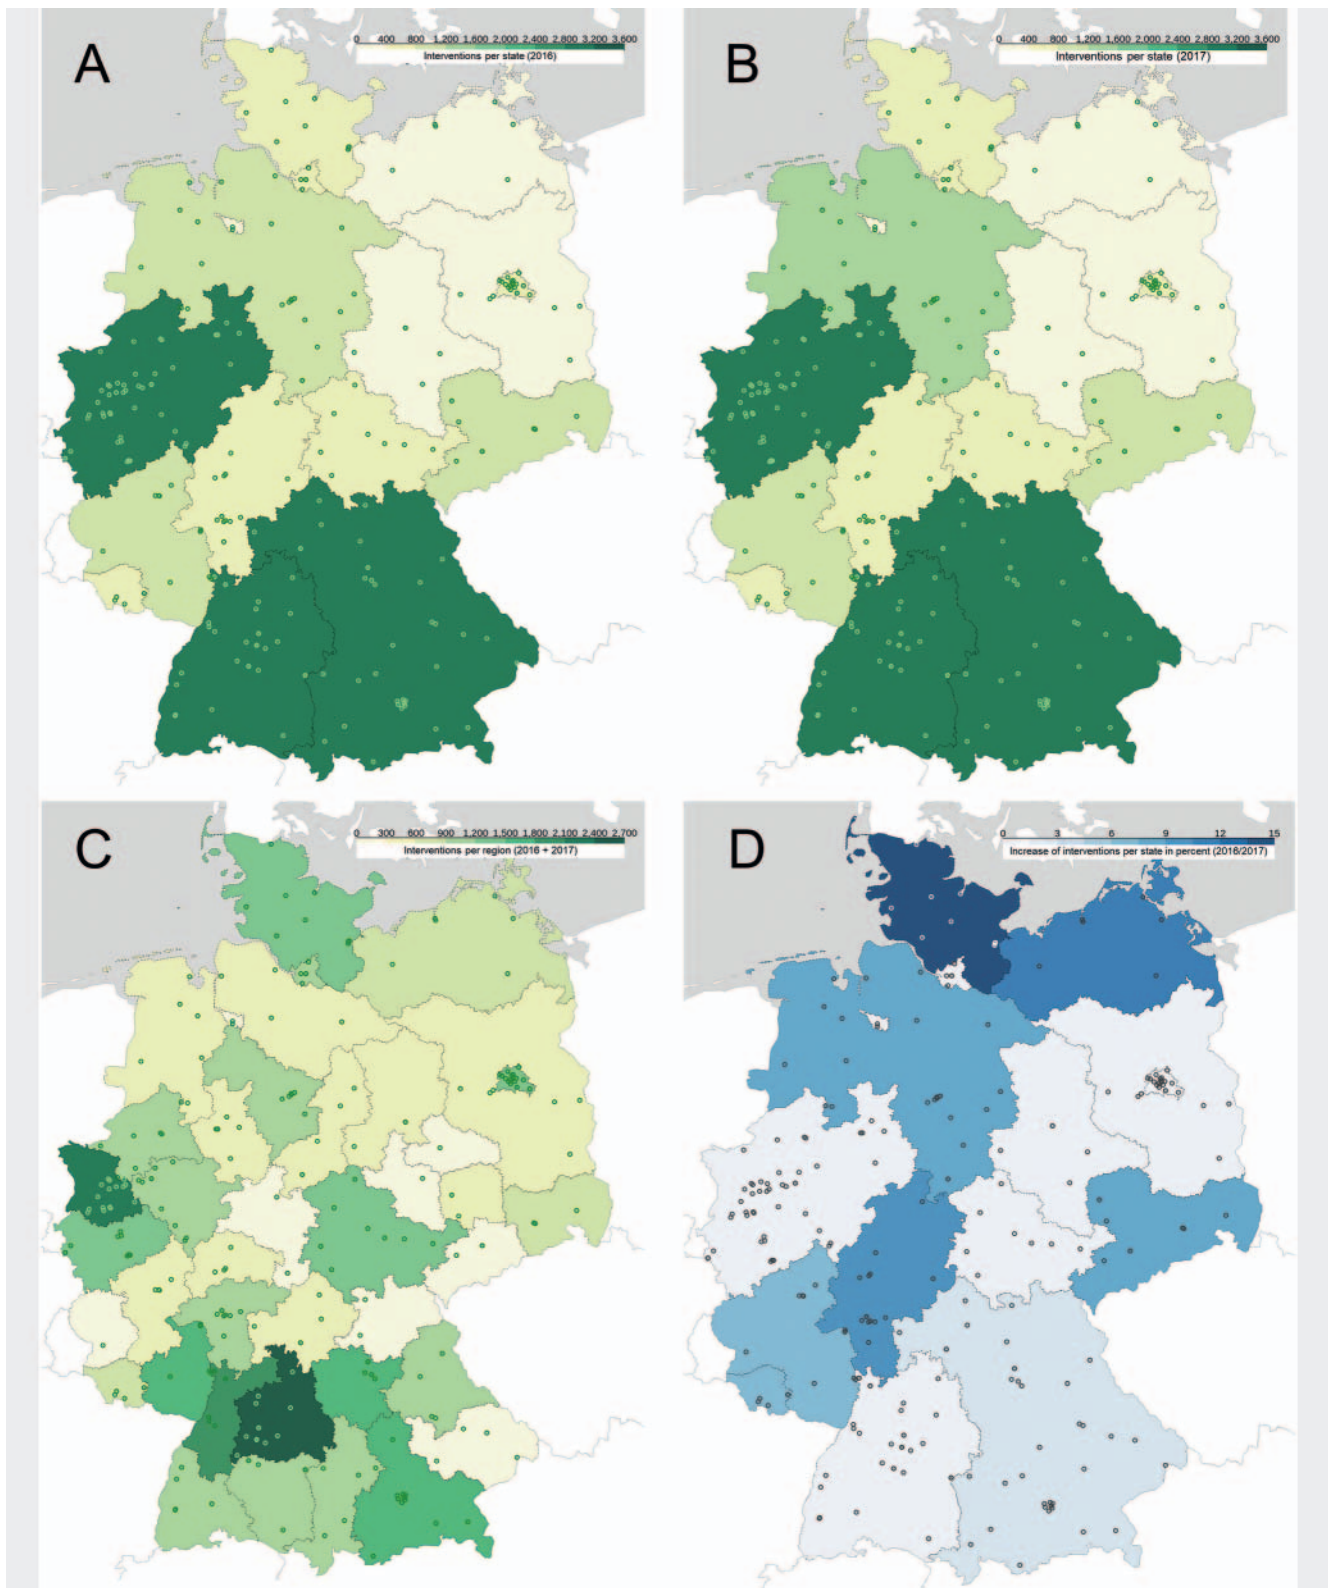 A
0 400 800 1,200 1,600 2,000 2,400 2,800 3,200 3,600
Interventions per state (2016)
B
0 400 800 1,200 1,600 2,000 2,400 2,800 3,200 3,600
Interventions per state (2017)
C
0 300 600 900 1,200 1,500 1,800 2,100 2,400 2,700
Interventions per region (2016 + 2017)
D
0 3 6 9 12 15
Increase of interventions per state in percent (2016/2017)